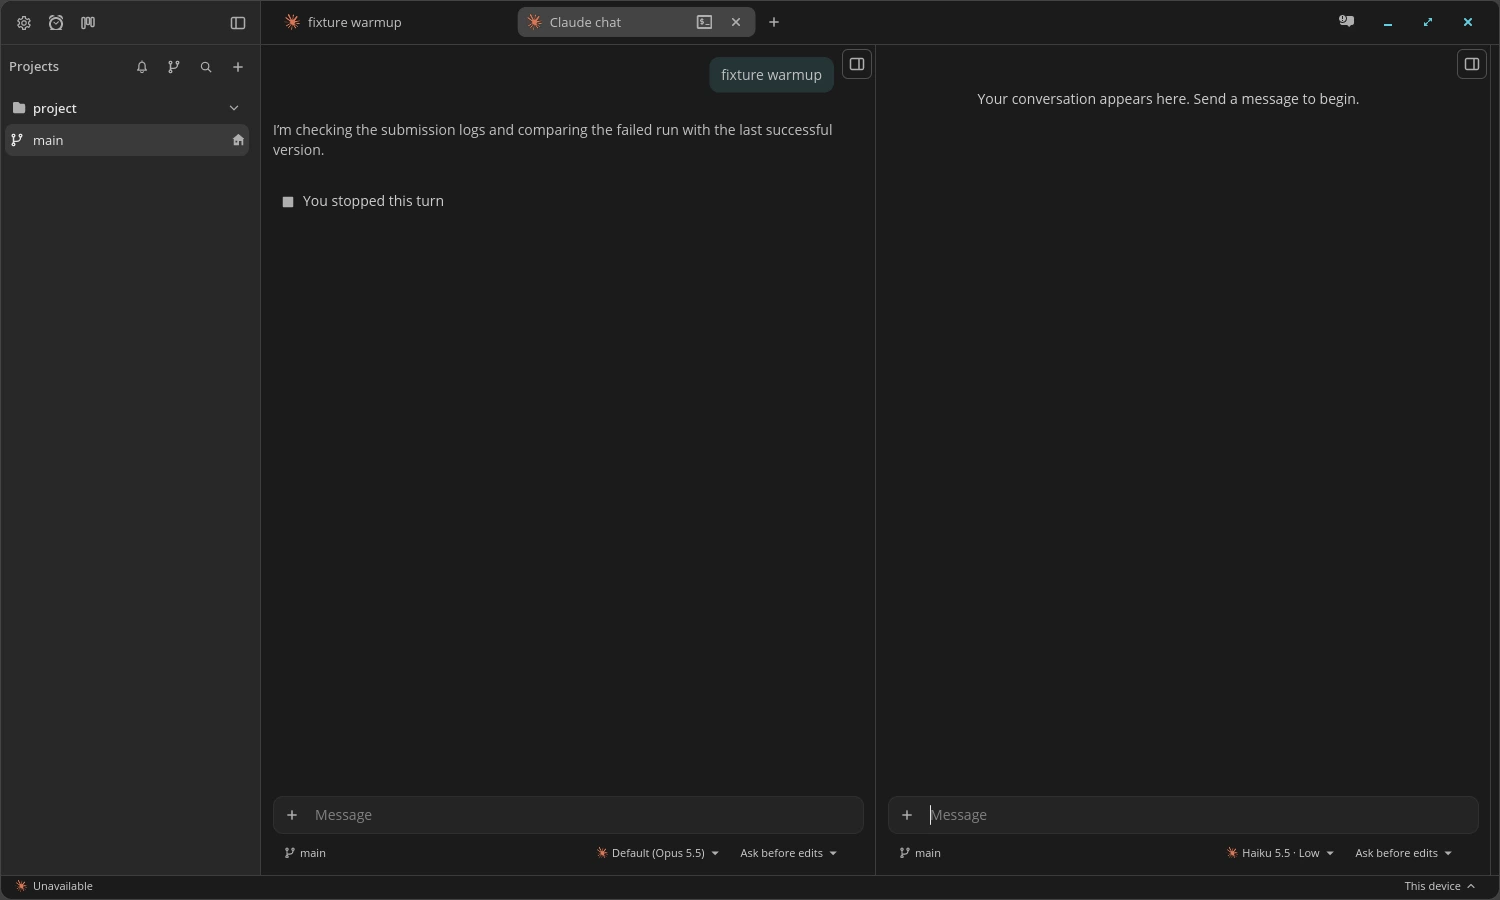 fixture warmup
Claude chat
Projects
project
main
fixture warmup
I'm checking the submission logs and comparing the failed run with the last successful
version.
You stopped this turn
Message
main
Default (Opus 5.5)
Ask before edits
Your conversation appears here. Send a message to begin.
Message
main
Haiku 5.5 · Low
Ask before edits
Unavailable
This device